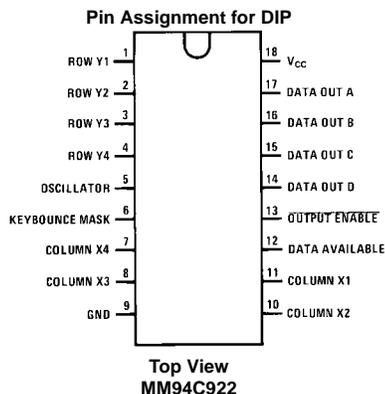 Pin Assignment for DIP
ROW Y1 1
ROW Y2 2
ROW Y3 3
ROW Y4 4
OSCILLATOR 5
KEYBOUNCE MASK 6
COLUMN X4 7
COLUMN X3 8
GND 9
18 VCC
17 DATA OUT A
16 DATA OUT B
15 DATA OUT C
14 DATA OUT D
13 OUTPUT ENABLE
12 DATA AVAILABLE
11 COLUMN X1
10 COLUMN X2
Top View
MM94C922